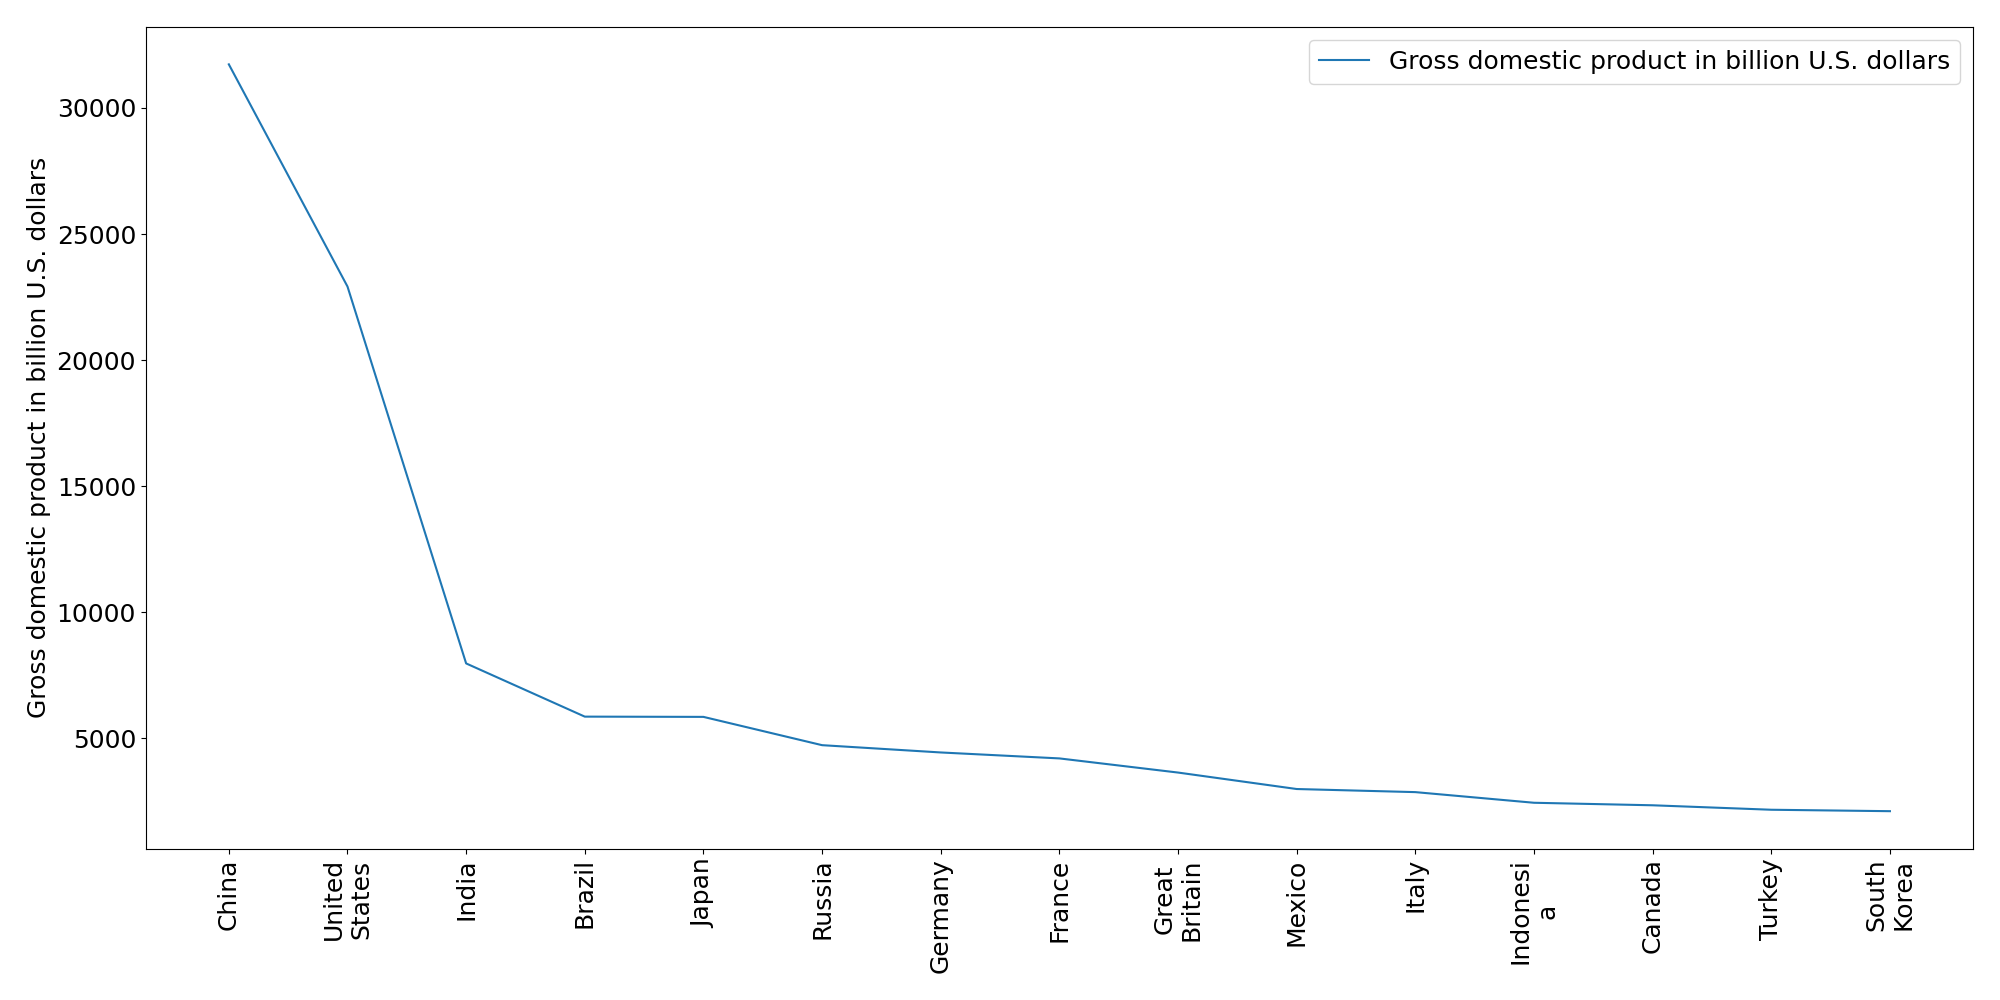 Gross domestic product in billion U.S. dollars
Gross domestic product in billion U.S. dollars
30000
25000
20000
15000
10000
5000
China
United
States
India
Brazil
Japan
Russia
Germany
France
Great
Britain
Mexico
Italy
Indonesi
a
Canada
Turkey
South
Korea